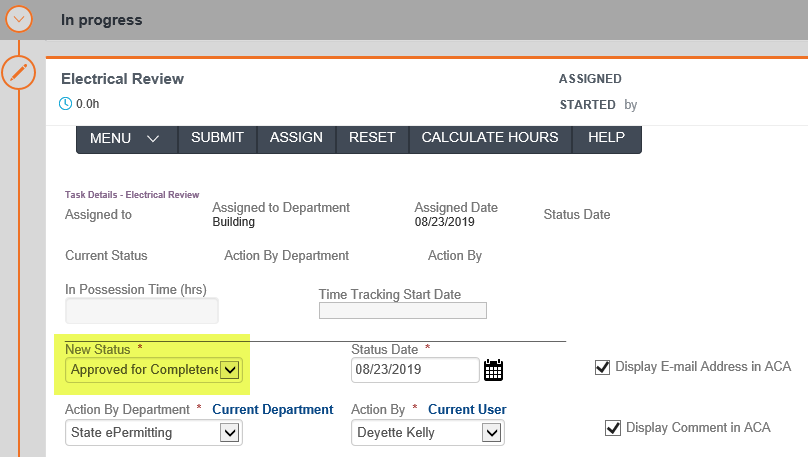 In progress
Electrical Review
ASSIGNED
0.0h
STARTED by
MENU SUBMIT ASSIGN RESET CALCULATE HOURS HELP
Task Details - Electrical Review
Assigned to Assigned to Department Assigned Date Status Date
Building 08/23/2019
Current Status Action By Department Action By
In Possession Time (hrs) Time Tracking Start Date
New Status * Status Date *
Approved for Completene 08/23/2019 Display E-mail Address in ACA
Action By Department * Current Department Action By * Current User
State ePermitting Deyette Kelly Display Comment in ACA